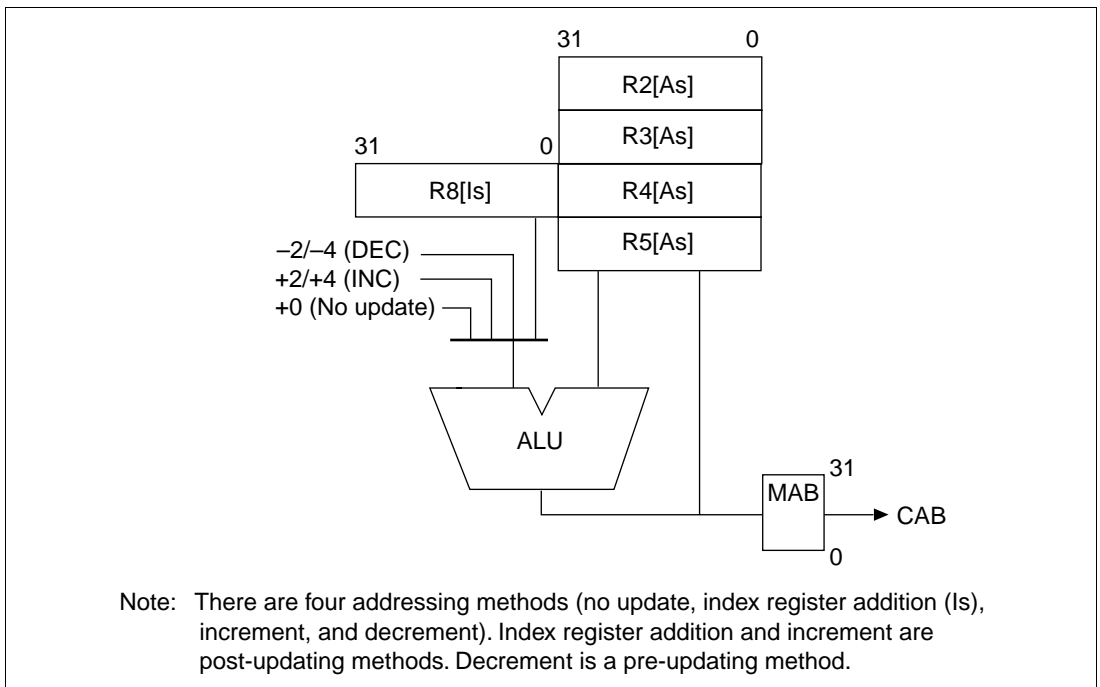 31 0
R2[As]
R3[As]
31 0
R8[Is] R4[As]
R5[As]
–2/–4 (DEC)
+2/+4 (INC)
+0 (No update)
ALU
31
MAB
CAB
0
Note: There are four addressing methods (no update, index register addition (Is),
increment, and decrement). Index register addition and increment are
post-updating methods. Decrement is a pre-updating method.